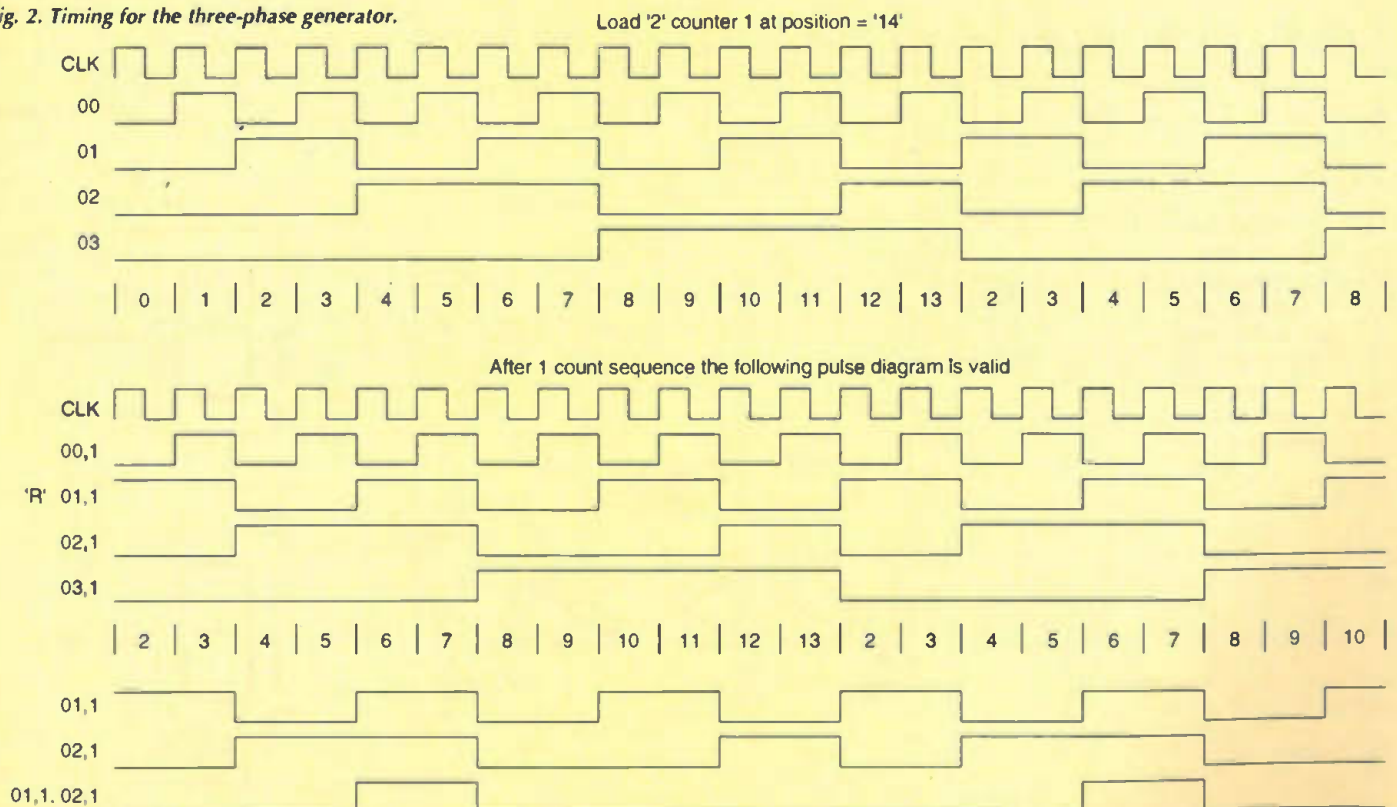 ig. 2. Timing for the three-phase generator.
Load '2' counter 1 at position = '14'
CLK
00
01
02
03
0 | 1 | 2 | 3 | 4 | 5 | 6 | 7 | 8 | 9 | 10 | 11 | 12 | 13 | 2 | 3 | 4 | 5 | 6 | 7 | 8
After 1 count sequence the following pulse diagram is valid
CLK
00,1
'R' 01,1
02,1
03,1
2 | 3 | 4 | 5 | 6 | 7 | 8 | 9 | 10 | 11 | 12 | 13 | 2 | 3 | 4 | 5 | 6 | 7 | 8 | 9 | 10
01,1
02,1
01,1. 02,1